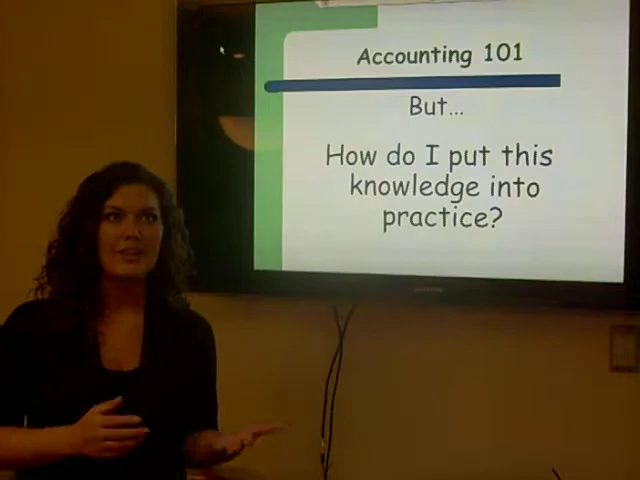 Accounting 101
But...
How do I put this
knowledge into
practice?